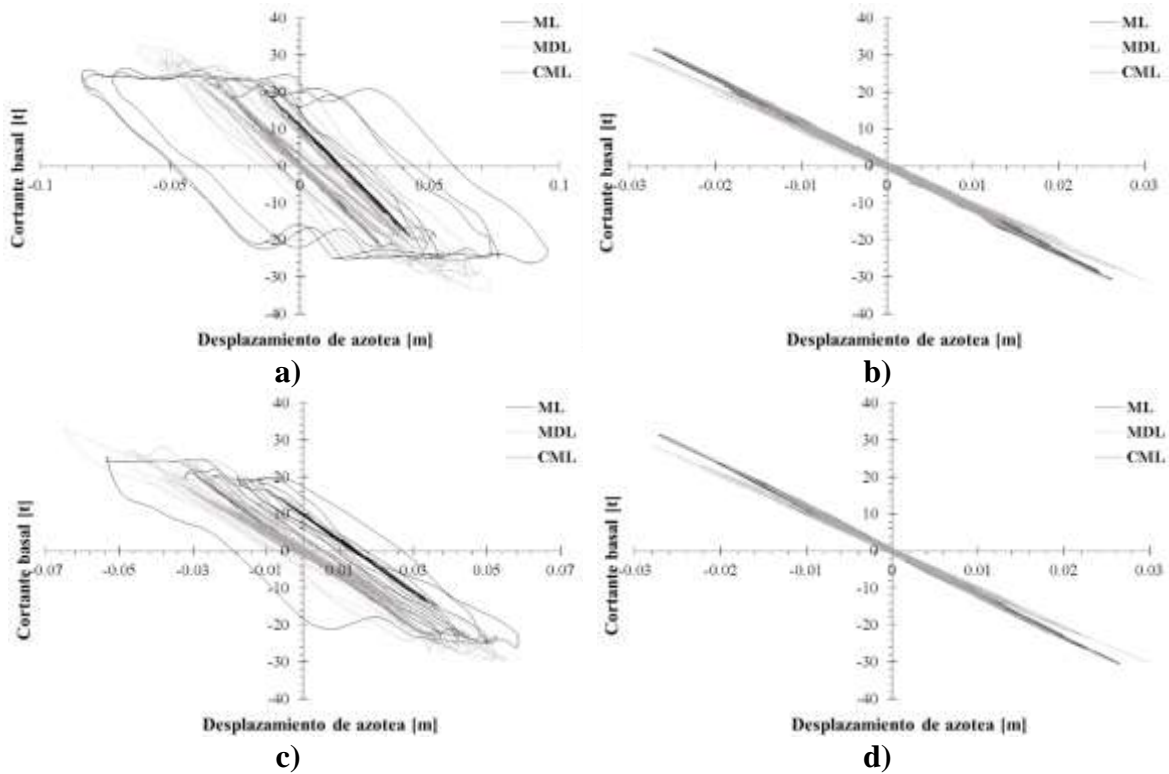 40
30
20
10
0
-10
-20
-30
-40
-0.1
-0.05
0
0.05
0.1
Cortante basal [t]
Desplazamiento de azotea [m]
ML
MDL
CML
a)
40
30
20
10
0
-10
-20
-30
-40
-0.03
-0.02
-0.01
0
0.01
0.02
0.03
Cortante basal [t]
Desplazamiento de azotea [m]
ML
MDL
CML
b)
40
30
20
10
0
-10
-20
-30
-40
-0.07
-0.05
-0.03
-0.01
0.01
0.03
0.05
0.07
Cortante basal [t]
Desplazamiento de azotea [m]
ML
MDL
CML
c)
40
30
20
10
0
-10
-20
-30
-40
-0.03
-0.02
-0.01
0
0.01
0.02
0.03
Cortante basal [t]
Desplazamiento de azotea [m]
ML
MDL
CML
d)